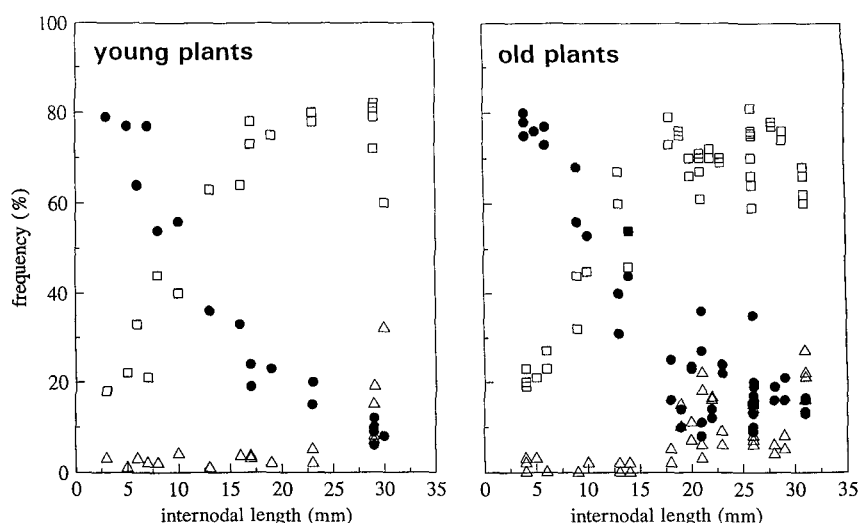 young plants
old plants
100
80
60
40
20
0
frequency (%)
0 5 10 15 20 25 30 35
0 5 10 15 20 25 30 35
internodal length (mm)
internodal length (mm)